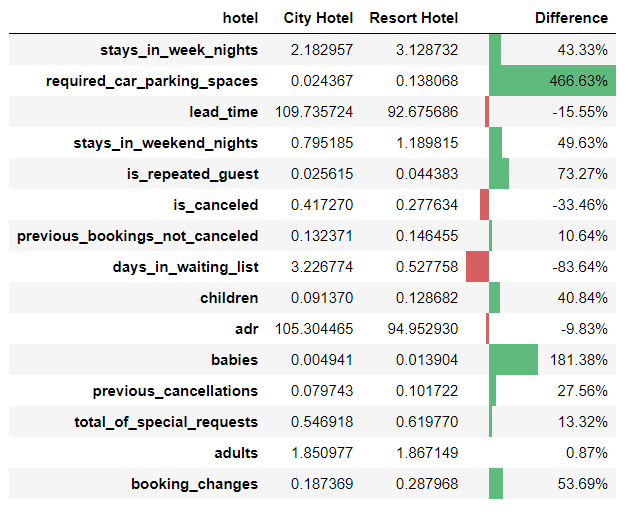 hotel City Hotel Resort Hotel Difference
stays_in_week_nights 2.182957 3.128732 43.33%
required_car_parking_spaces 0.024367 0.138068 466.63%
lead_time 109.735724 92.675686 -15.55%
stays_in_weekend_nights 0.795185 1.189815 49.63%
is_repeated_guest 0.025615 0.044383 73.27%
is_canceled 0.417270 0.277634 -33.46%
previous_bookings_not_canceled 0.132371 0.146455 10.64%
days_in_waiting_list 3.226774 0.527758 -83.64%
children 0.091370 0.128682 40.84%
adr 105.304465 94.952930 -9.83%
babies 0.004941 0.013904 181.38%
previous_cancellations 0.079743 0.101722 27.56%
total_of_special_requests 0.546918 0.619770 13.32%
adults 1.850977 1.867149 0.87%
booking_changes 0.187369 0.287968 53.69%